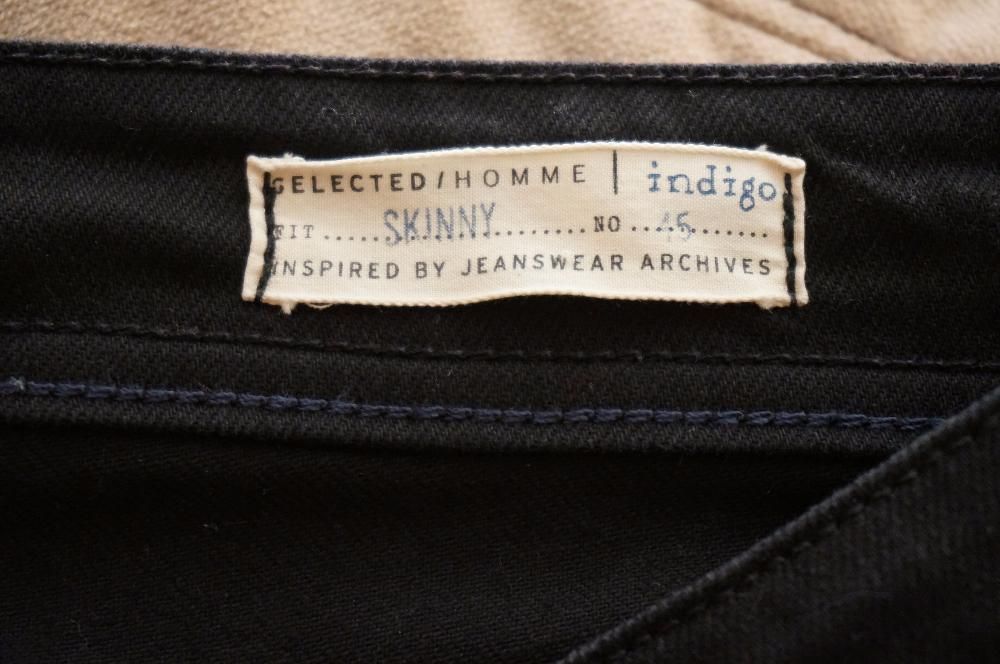 SELECTED/HOMME | indigo
FIT.....SKINNY.........NO...45........
INSPIRED BY JEANSWEAR ARCHIVES